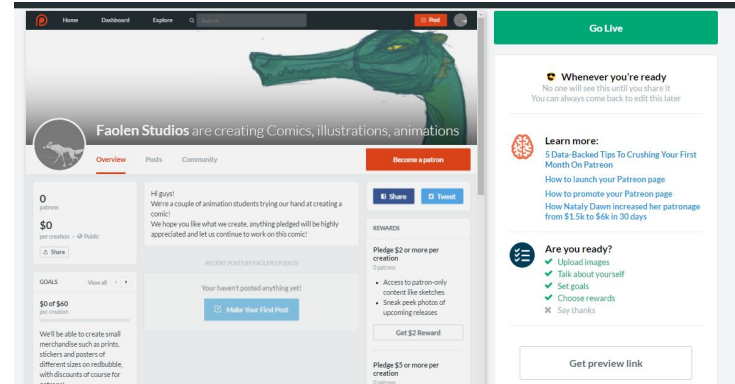 Home Dashboard Explore Search Post
Go Live
Whenever you're ready
No one will see this until you share it
You can always come back to edit this later
Faolen Studios are creating Comics, illustrations, animations
Overview Posts Community Become a patron
Learn more:
5 Data-Backed Tips To Crushing Your First
Month On Patreon
How to launch your Patreon page
How to promote your Patreon page
How Nataly Dawn increased her patronage
from $1.5k to $6k in 30 days
0
patrons
$0
per creation · Public
Share
Hi guys!
We're a couple of animation students trying our hand at creating a
comic!
We hope you like what we create, anything pledged will be highly
appreciated and let us continue to work on this comic!
Share Tweet
REWARDS
Pledge $2 or more per
creation
0 patrons
Access to patron-only
content like sketches
Sneak peek photos of
upcoming releases
Get $2 Reward
Pledge $5 or more per
creation
0 patrons
RECENT POSTS BY FAOLEN STUDIOS
Your haven't posted anything yet!
Make Your First Post
GOALS View all
$0 of $60
per creation
We'll be able to create small
merchandise such as prints,
stickers and posters of
different sizes on redbubble,
with discounts of course for
Are you ready?
Upload images
Talk about yourself
Set goals
Choose rewards
Say thanks
Get preview link